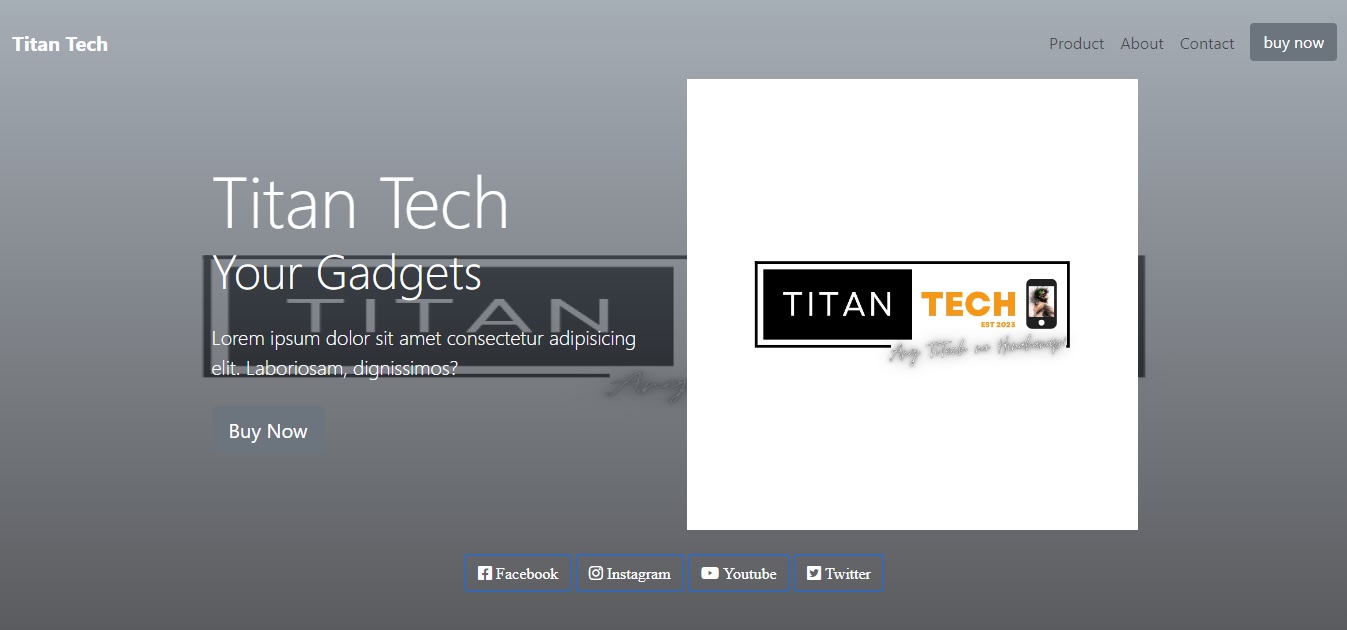 Titan Tech
Product About Contact buy now
Titan Tech
Your Gadgets
TITAN
Lorem ipsum dolor sit amet consectetur adipisicing
elit. Laboriosam, dignissimos?
Buy Now
TITAN TECH
EST 2023
Facebook Instagram Youtube Twitter